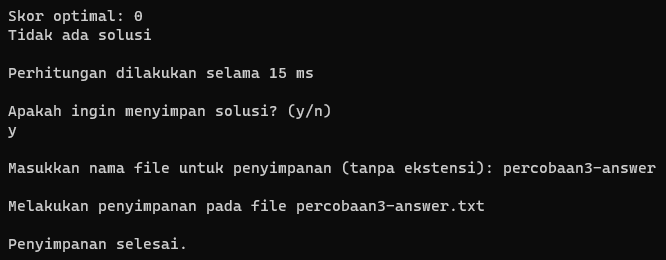 Skor optimal: 0
Tidak ada solusi
Perhitungan dilakukan selama 15 ms
Apakah ingin menyimpan solusi? (y/n)
y
Masukkan nama file untuk penyimpanan (tanpa ekstensi): percobaan3-answer
Melakukan penyimpanan pada file percobaan3-answer.txt
Penyimpanan selesai.